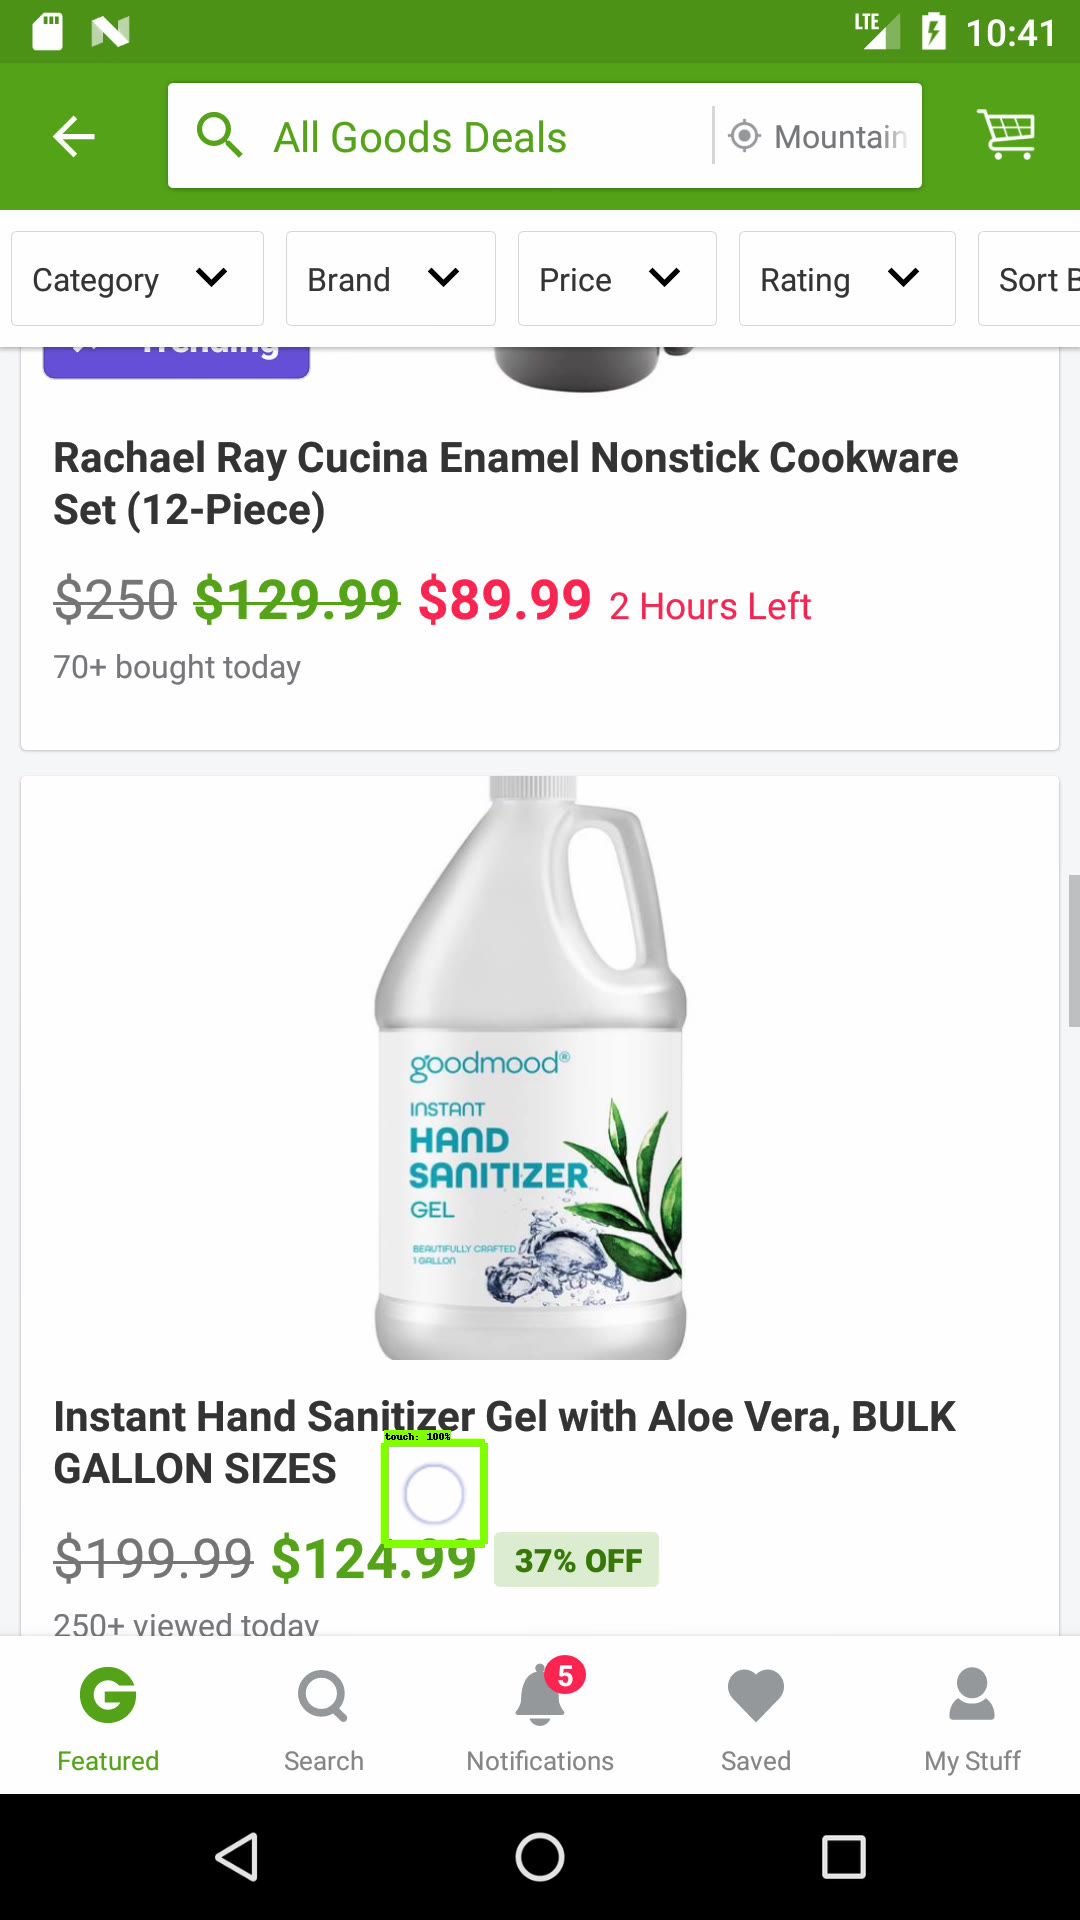 LTE 10:41
All Goods Deals Mountain
Category Brand Price Rating Sort B
Trending
Rachael Ray Cucina Enamel Nonstick Cookware
Set (12-Piece)
$250 $129.99 $89.99 2 Hours Left
70+ bought today
goodmood®
INSTANT
HAND
SANITIZER
GEL
BEAUTIFULLY CRAFTED
1 GALLON
Instant Hand Sanitizer Gel with Aloe Vera, BULK
GALLON SIZES
touch: 100%
$199.99 $124.99 37% OFF
250+ viewed today
5
Featured Search Notifications Saved My Stuff